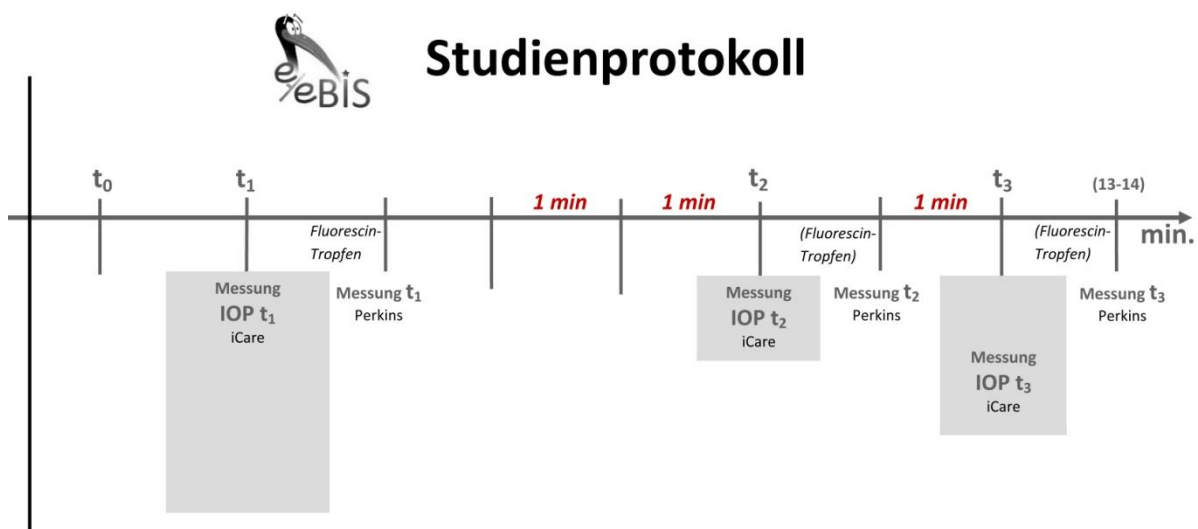 eyeBiS
Studienprotokoll
t₀
t₁
1 min
1 min
t₂
1 min
t₃
(13-14)
min.
Fluorescin-
Tropfen
(Fluorescin-
Tropfen)
(Fluorescin-
Tropfen)
Messung
IOP t₁
iCare
Messung t₁
Perkins
Messung
IOP t₂
iCare
Messung t₂
Perkins
Messung
IOP t₃
iCare
Messung t₃
Perkins